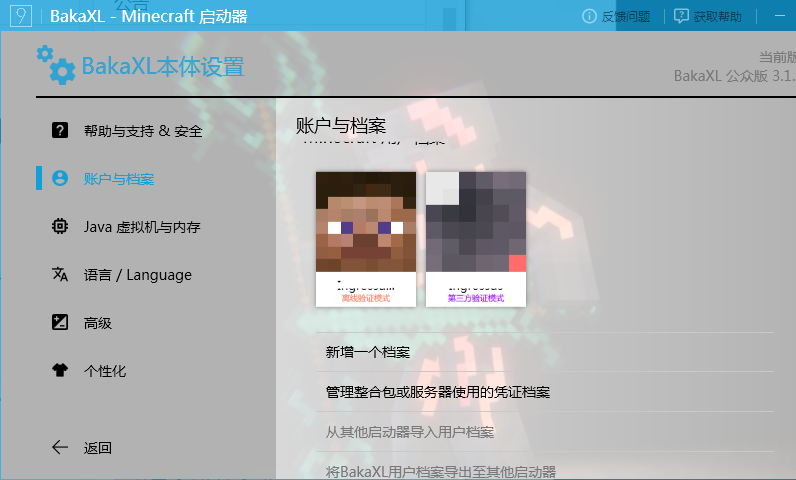 BakaXL - Minecraft 启动器
反馈问题
获取帮助
BakaXL本体设置
当前版
BakaXL 公众版 3.1.
帮助与支持 & 安全
账户与档案
Java 虚拟机与内存
语言 / Language
高级
个性化
返回
账户与档案
Minecraft 用户档案
离线验证模式
第三方验证模式
新增一个档案
管理整合包或服务器使用的凭证档案
从其他启动器导入用户档案
将BakaXL用户档案导出至其他启动器